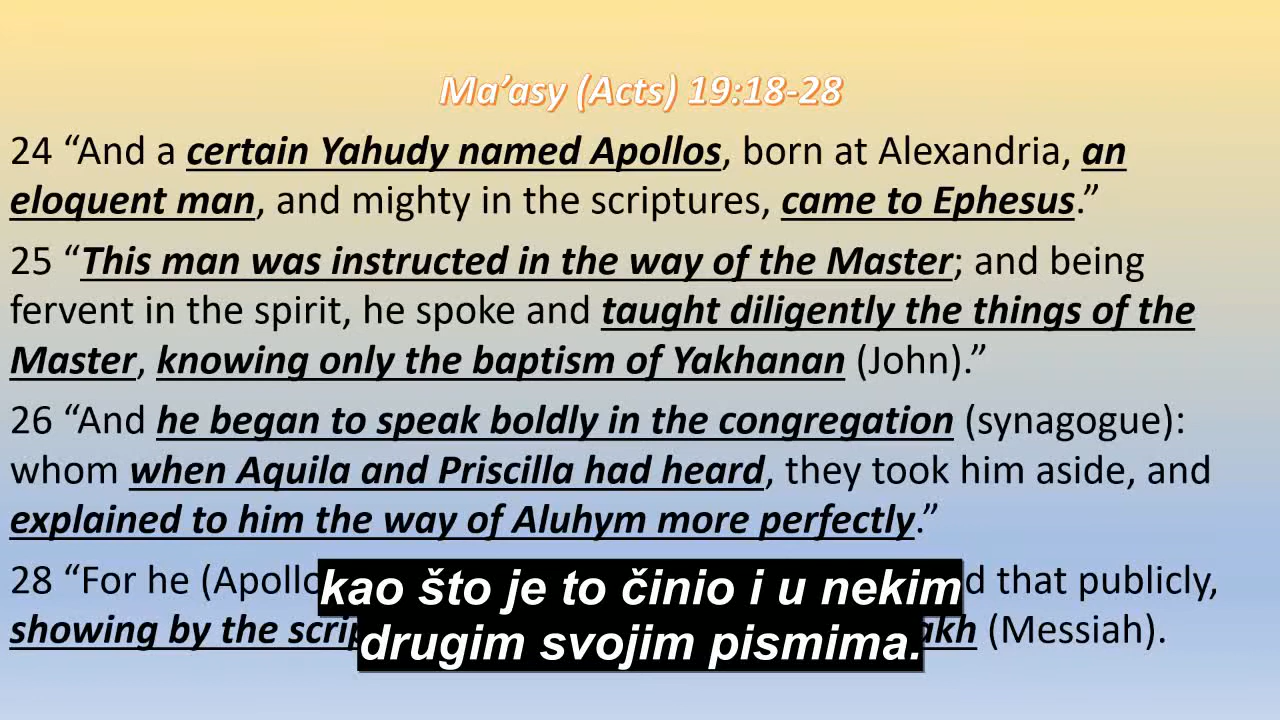 Ma’asy (Acts) 19:18-28
24 “And a certain Yahudy named Apollos, born at Alexandria, an
eloquent man, and mighty in the scriptures, came to Ephesus.”
25 “This man was instructed in the way of the Master; and being
fervent in the spirit, he spoke and taught diligently the things of the
Master, knowing only the baptism of Yakhanan (John).”
26 “And he began to speak boldly in the congregation (synagogue):
whom when Aquila and Priscilla had heard, they took him aside, and
explained to him the way of Aluhym more perfectly.”
28 “For he that publicly,
showing by the (Messiah).
kao što je to činio i u nekim
drugim svojim pismima.